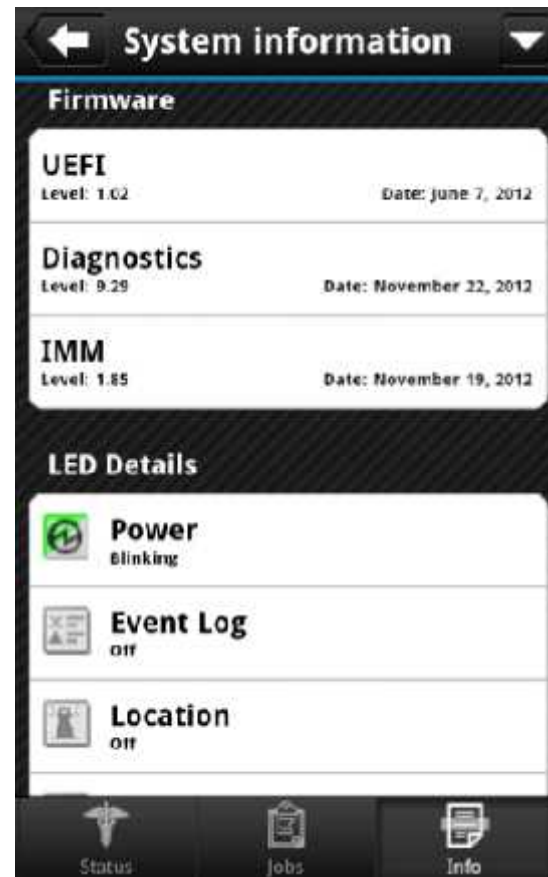 System information
Firmware
UEFI
Level: 1.02 Date: June 7, 2012
Diagnostics
Level: 9.29 Date: November 22, 2012
IMM
Level: 1.85 Date: November 19, 2012
LED Details
Power
Blinking
Event Log
Off
Location
Off
Status Jobs Info